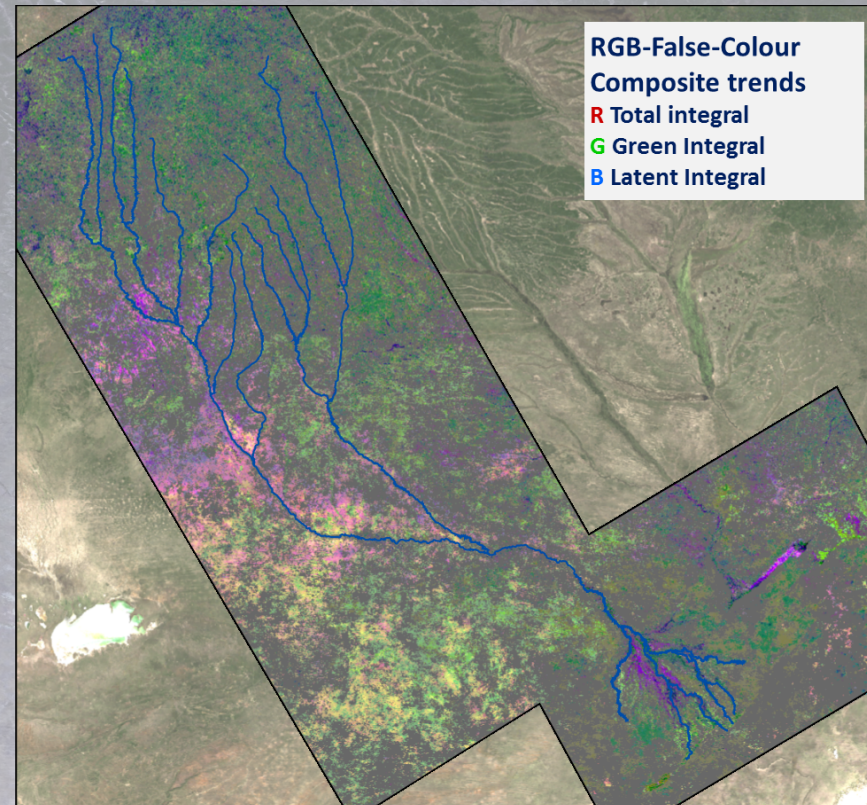 RGB-False-Colour
Composite trends
R Total integral
G Green Integral
B Latent Integral